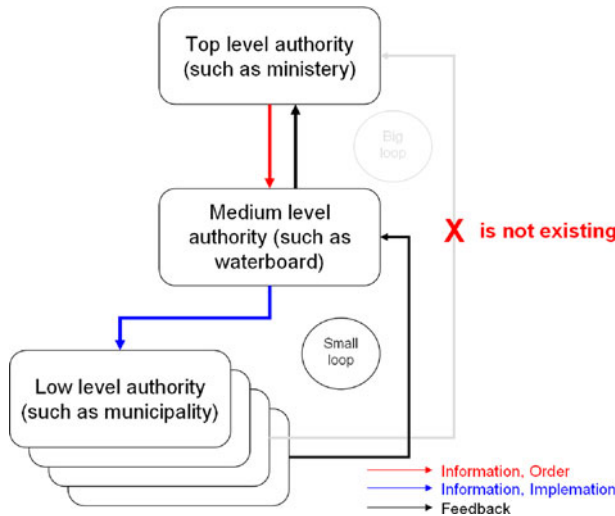 Top level authority
(such as ministery)
Big
loop
Medium level
authority (such as
waterboard)
X is not existing
Small
loop
Low level authority
(such as municipality)
Information, Order
Information, Implemation
Feedback